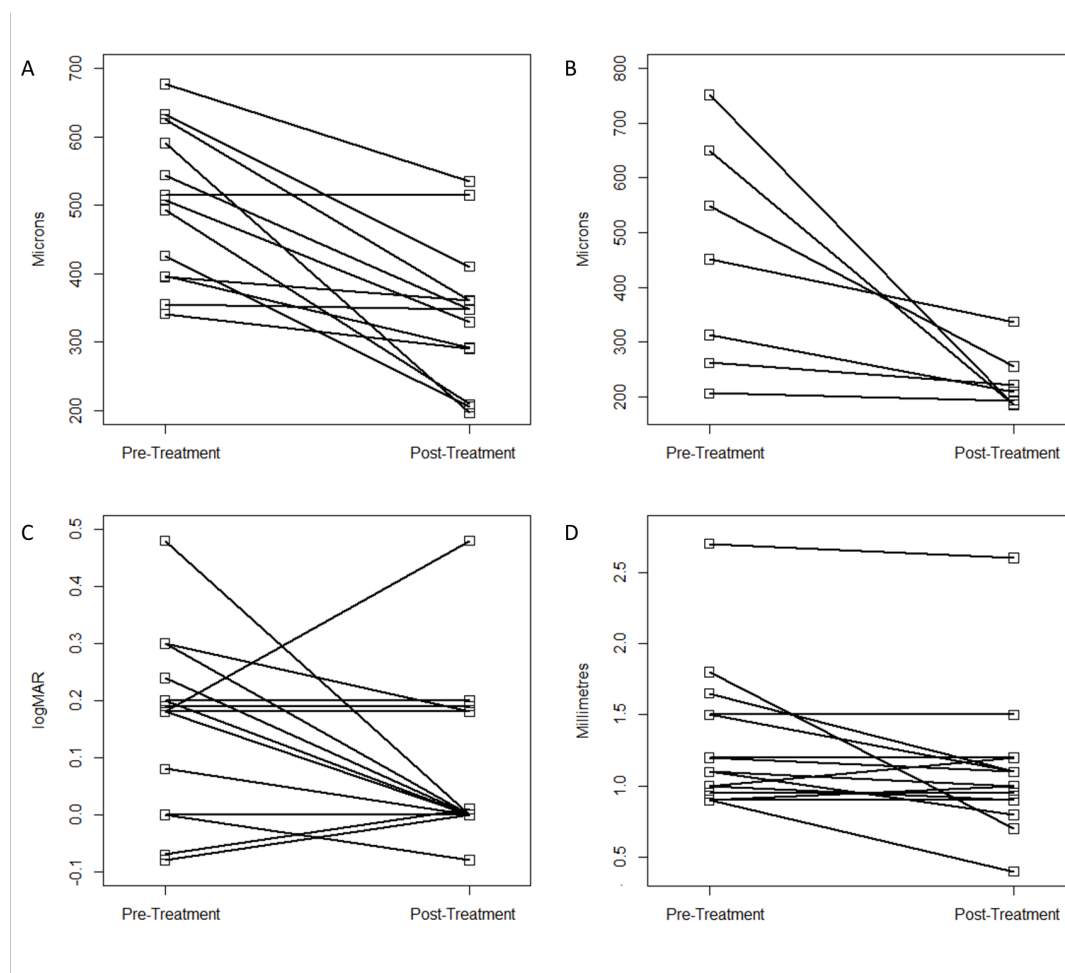 A
Microns
700
600
500
400
300
200
Pre-Treatment
Post-Treatment
B
Microns
800
700
600
500
400
300
200
Pre-Treatment
Post-Treatment
C
logMAR
0.5
0.4
0.3
0.2
0.1
0.0
-0.1
Pre-Treatment
Post-Treatment
D
Millimetres
2.5
2.0
1.5
1.0
0.5
Pre-Treatment
Post-Treatment